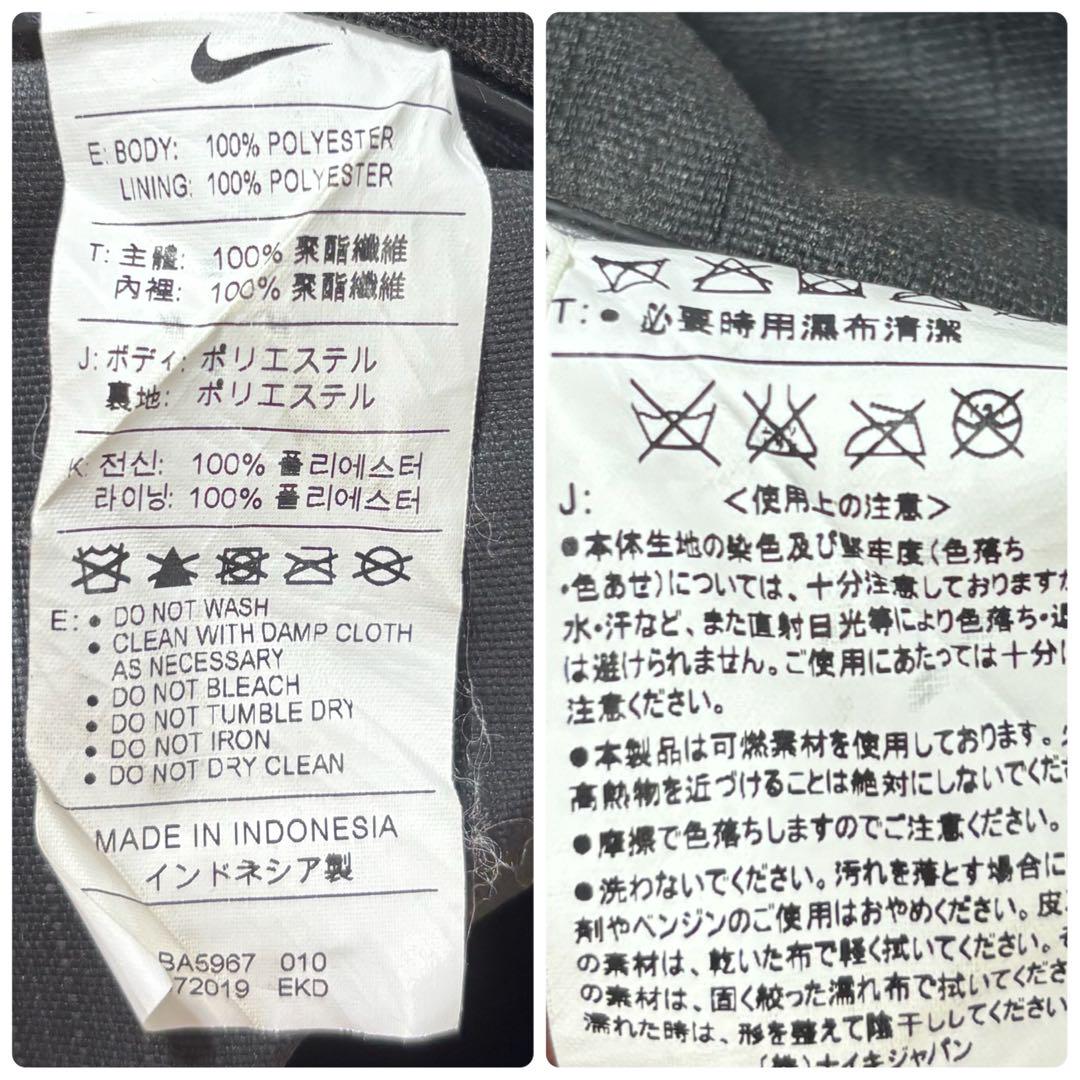 E: BODY: 100% POLYESTER
LINING: 100% POLYESTER
T: 主體: 100% 聚酯纖維
內裡: 100% 聚酯纖維
J: ボディ: ポリエステル
裏地: ポリエステル
K: 전신: 100% 폴리에스터
라이닝: 100% 폴리에스터
E: • DO NOT WASH
• CLEAN WITH DAMP CLOTH
AS NECESSARY
• DO NOT BLEACH
• DO NOT TUMBLE DRY
• DO NOT IRON
• DO NOT DRY CLEAN
MADE IN INDONESIA
インドネシア製
BA5967 010
72019 EKD
T: • 必要時用濕布清潔
J: <使用上の注意>
●本体生地の染色及び堅牢度(色落ち
・色あせ)については、十分注意しております
水・汗など、また直射日光等により色落ち・退
は避けられません。ご使用にあたっては十分に
注意ください。
●本製品は可燃素材を使用しております。
高熱物を近づけることは絶対にしないでくださ
●摩擦で色落ちしますのでご注意ください。
●洗わないでください。汚れを落とす場合に
剤やベンジンのご使用はおやめください。皮
の素材は、乾いた布で軽く拭いてください。そ
の素材は、固く絞った濡れ布で拭いてくださ
濡れた時は、形を整えて陰干ししてください
(株)ナイキジャパン